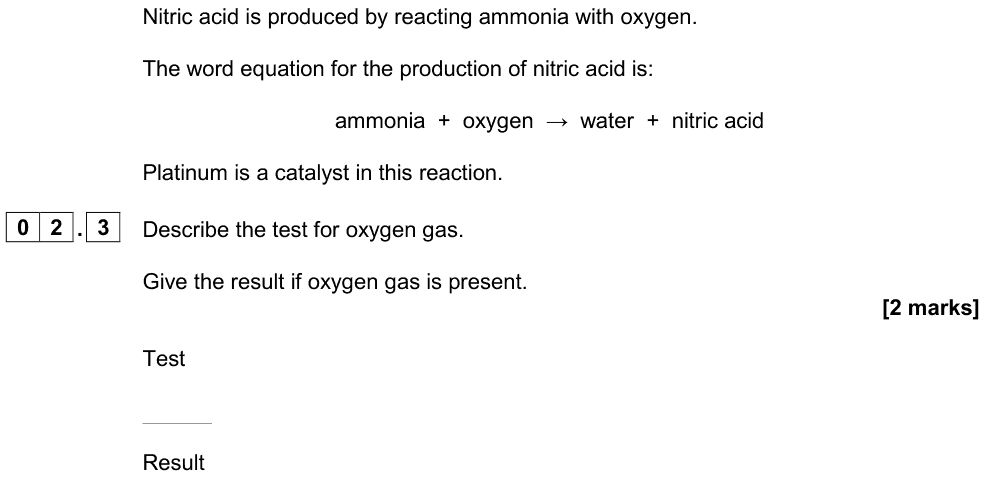 Nitric acid is produced by reacting ammonia with oxygen.
The word equation for the production of nitric acid is:
ammonia + oxygen → water + nitric acid
Platinum is a catalyst in this reaction.
0 2 . 3 Describe the test for oxygen gas.
Give the result if oxygen gas is present.
[2 marks]
Test
Result